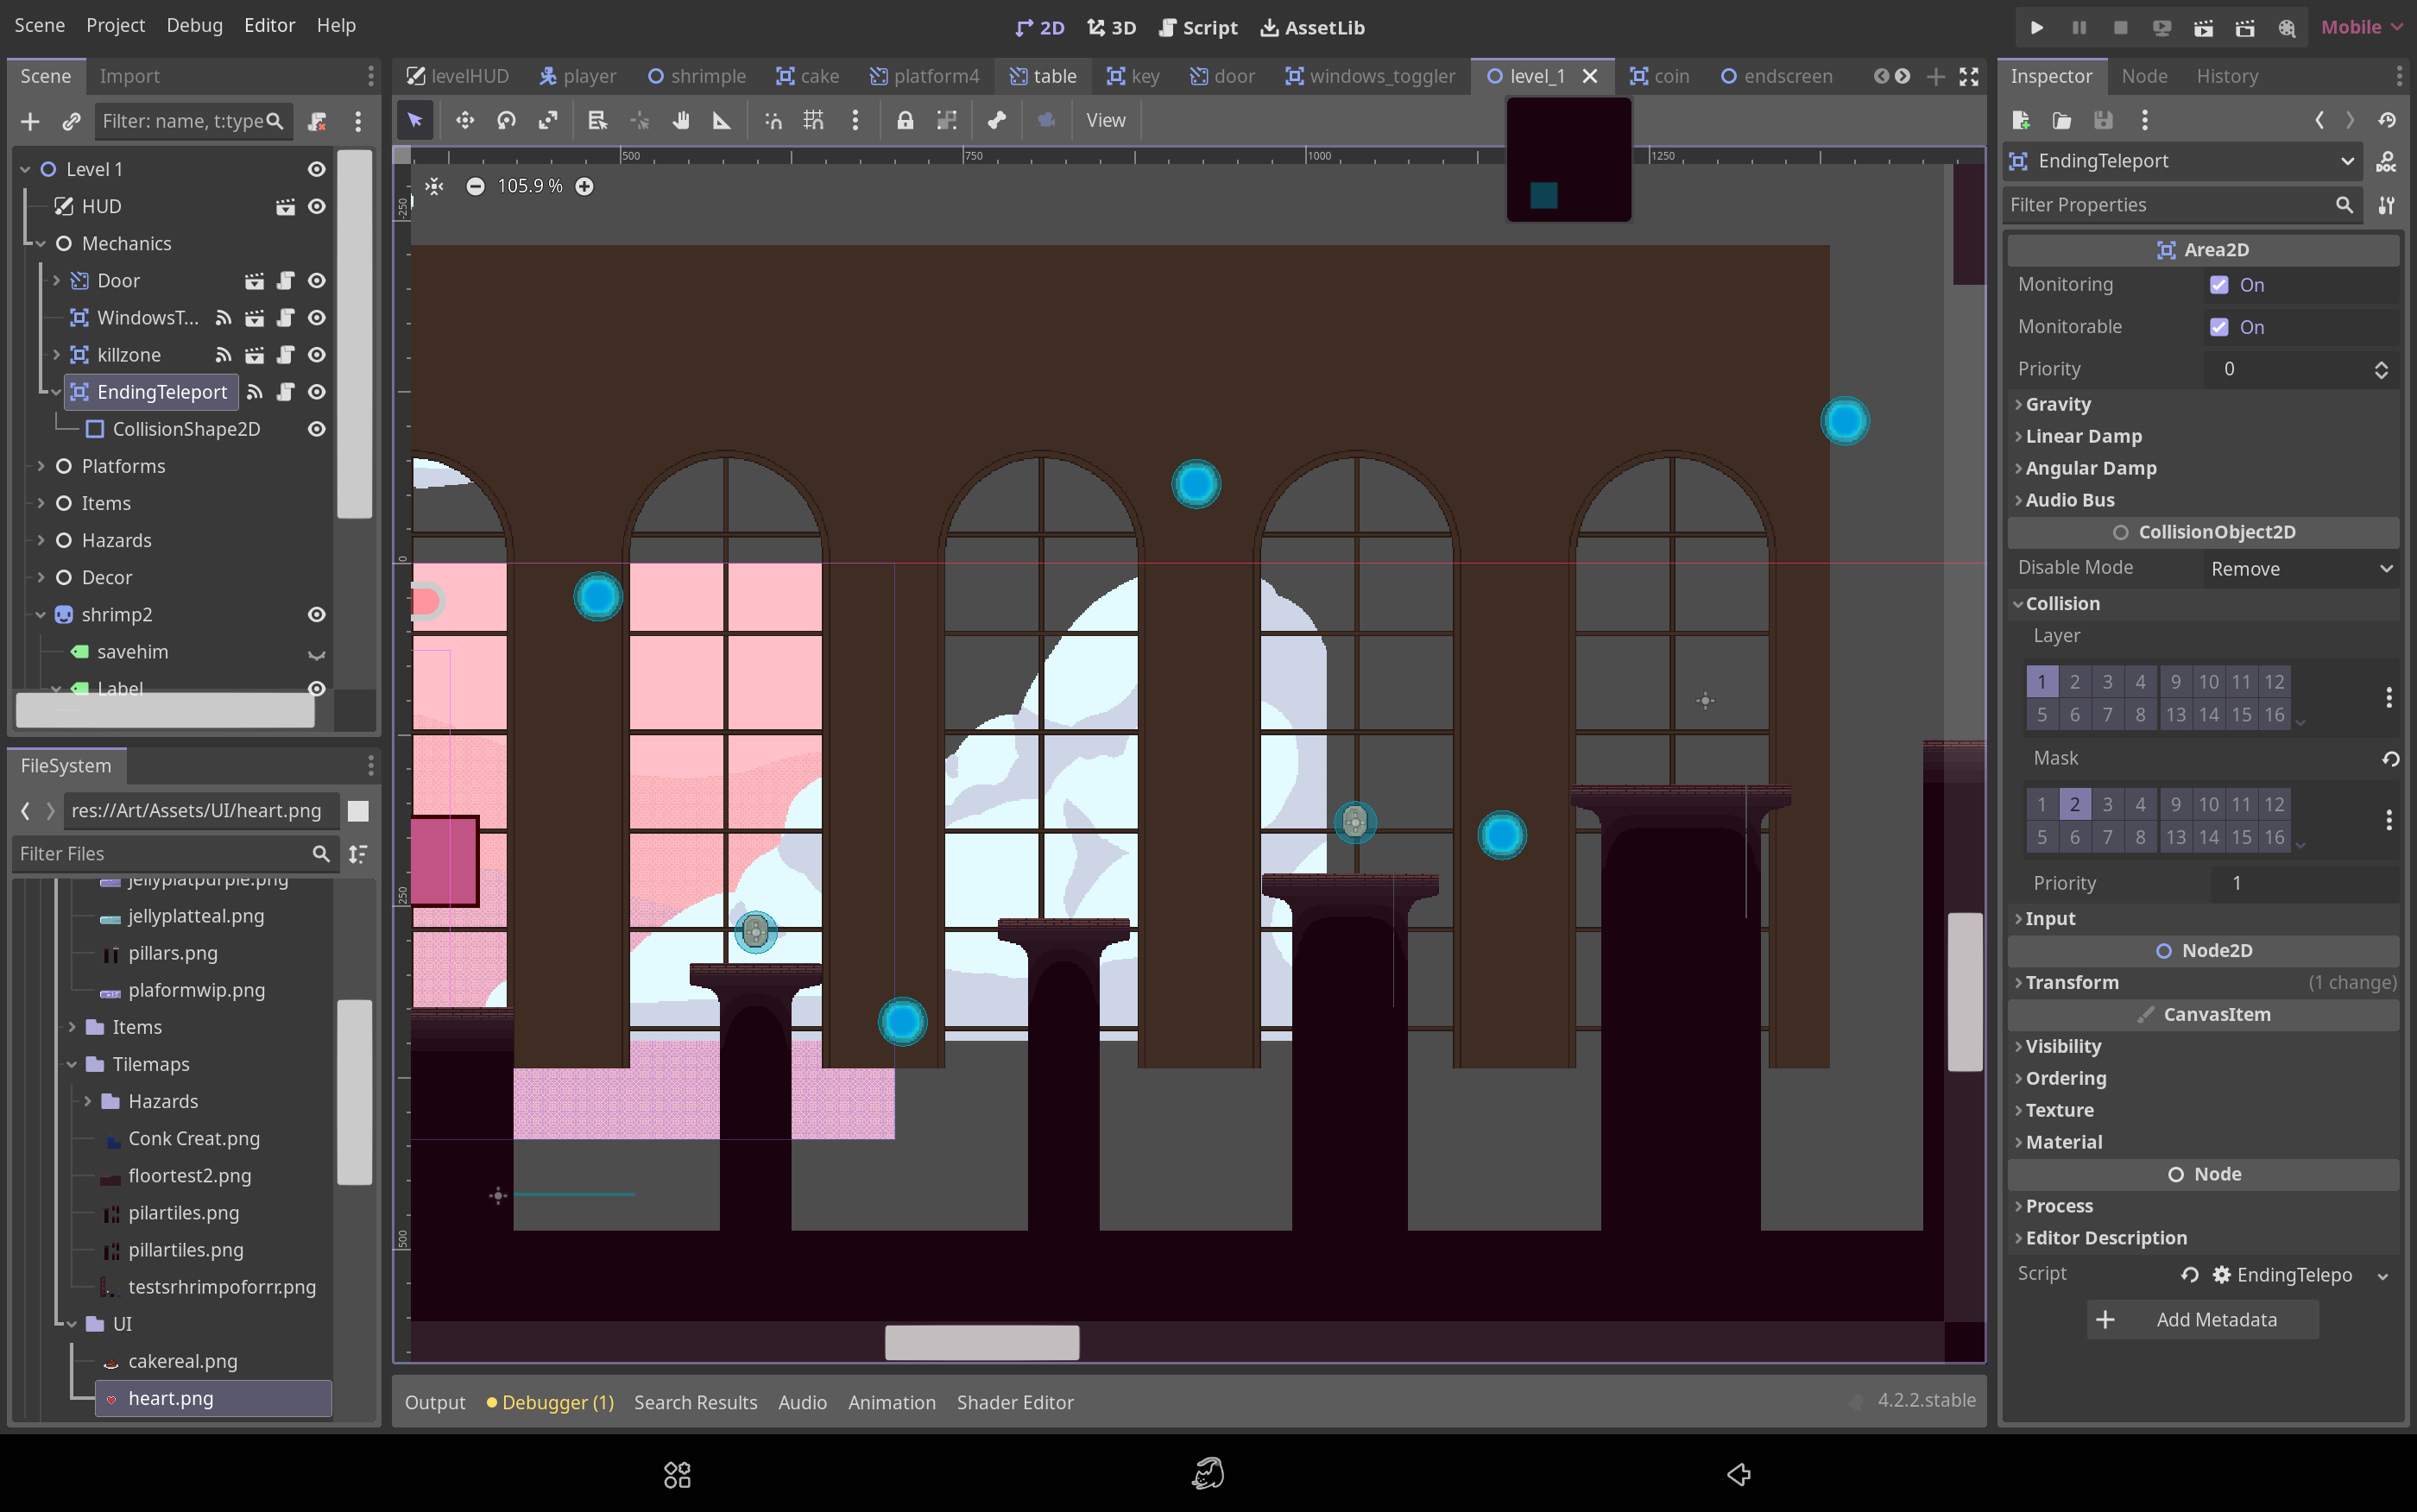 Scene Project Debug Editor Help
2D 3D Script AssetLib
Mobile
Scene Import
levelHUD player shrimple cake platform4 table key door windows_toggler level_1 coin endscreen
Inspector Node History
Filter: name, t:type
View
Level 1
HUD
Mechanics
Door
WindowsT...
killzone
EndingTeleport
CollisionShape2D
Platforms
Items
Hazards
Decor
shrimp2
savehim
Label
FileSystem
res://Art/Assets/UI/heart.png
Filter Files
jellyplatpurple.png
jellyplatteal.png
pillars.png
plaformwip.png
Items
Tilemaps
Hazards
Conk Creat.png
floortest2.png
pilartiles.png
pillartiles.png
testsrhrimpoforrr.png
UI
cakereal.png
heart.png
500 750 1000 1250
105.9 %
-250
0
250
500
Output Debugger (1) Search Results Audio Animation Shader Editor
4.2.2.stable
EndingTeleport
Filter Properties
Area2D
Monitoring On
Monitorable On
Priority 0
Gravity
Linear Damp
Angular Damp
Audio Bus
CollisionObject2D
Disable Mode Remove
Collision
Layer
1 2 3 4 9 10 11 12
5 6 7 8 13 14 15 16
Mask
1 2 3 4 9 10 11 12
5 6 7 8 13 14 15 16
Priority 1
Input
Node2D
Transform (1 change)
CanvasItem
Visibility
Ordering
Texture
Material
Node
Process
Editor Description
Script EndingTelepo
Add Metadata